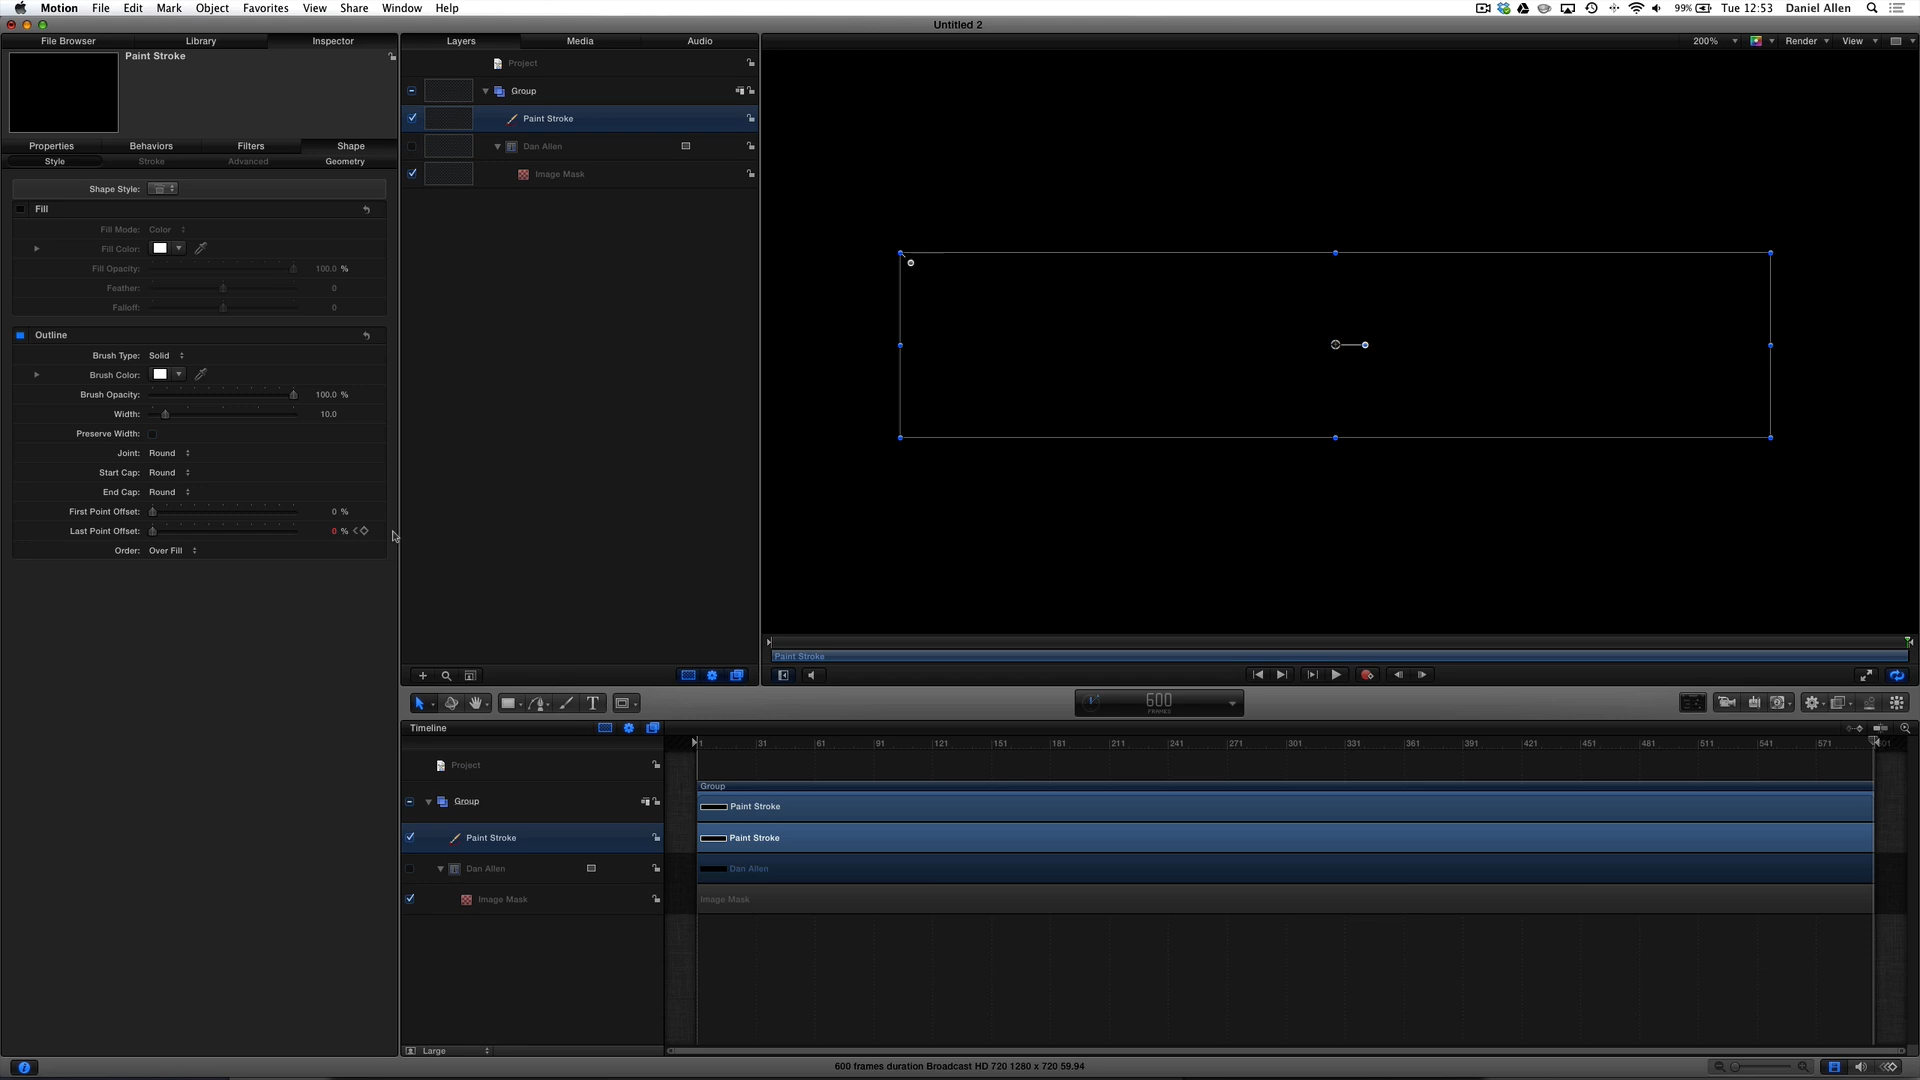 Motion File Edit Mark Object Favorites View Share Window Help 99% Tue 12:53 Daniel Allen
Untitled 2
File Browser Library Inspector Layers Media Audio 200% Render View
Paint Stroke
Project
Group
Paint Stroke
Dan Allen
Image Mask
Properties Behaviors Filters Shape
Style Stroke Advanced Geometry
Shape Style:
Fill
Fill Mode: Color
Fill Color:
Fill Opacity: 100.0 %
Feather: 0
Falloff: 0
Outline
Brush Type: Solid
Brush Color:
Brush Opacity: 100.0 %
Width: 10.0
Preserve Width:
Joint: Round
Start Cap: Round
End Cap: Round
First Point Offset: 0 %
Last Point Offset: 0 %
Order: Over Fill
Paint Stroke
600
FRAMES
Timeline
1 31 61 91 121 151 181 211 241 271 301 331 361 391 421 451 481 511 541 571
Project
Group
Group Paint Stroke
Paint Stroke Paint Stroke
Dan Allen Dan Allen
Image Mask Image Mask
Large
600 frames duration Broadcast HD 720 1280 x 720 59.94